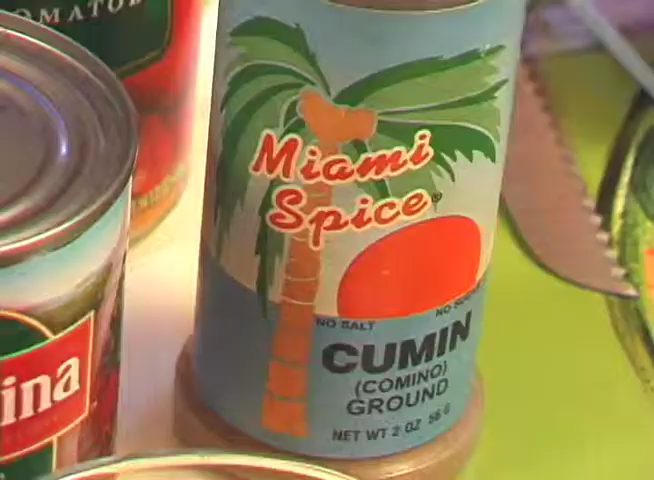 Miami
Spice®
NO SALT
CUMIN
(COMINO)
GROUND
NET WT 2 OZ 56 G
ina